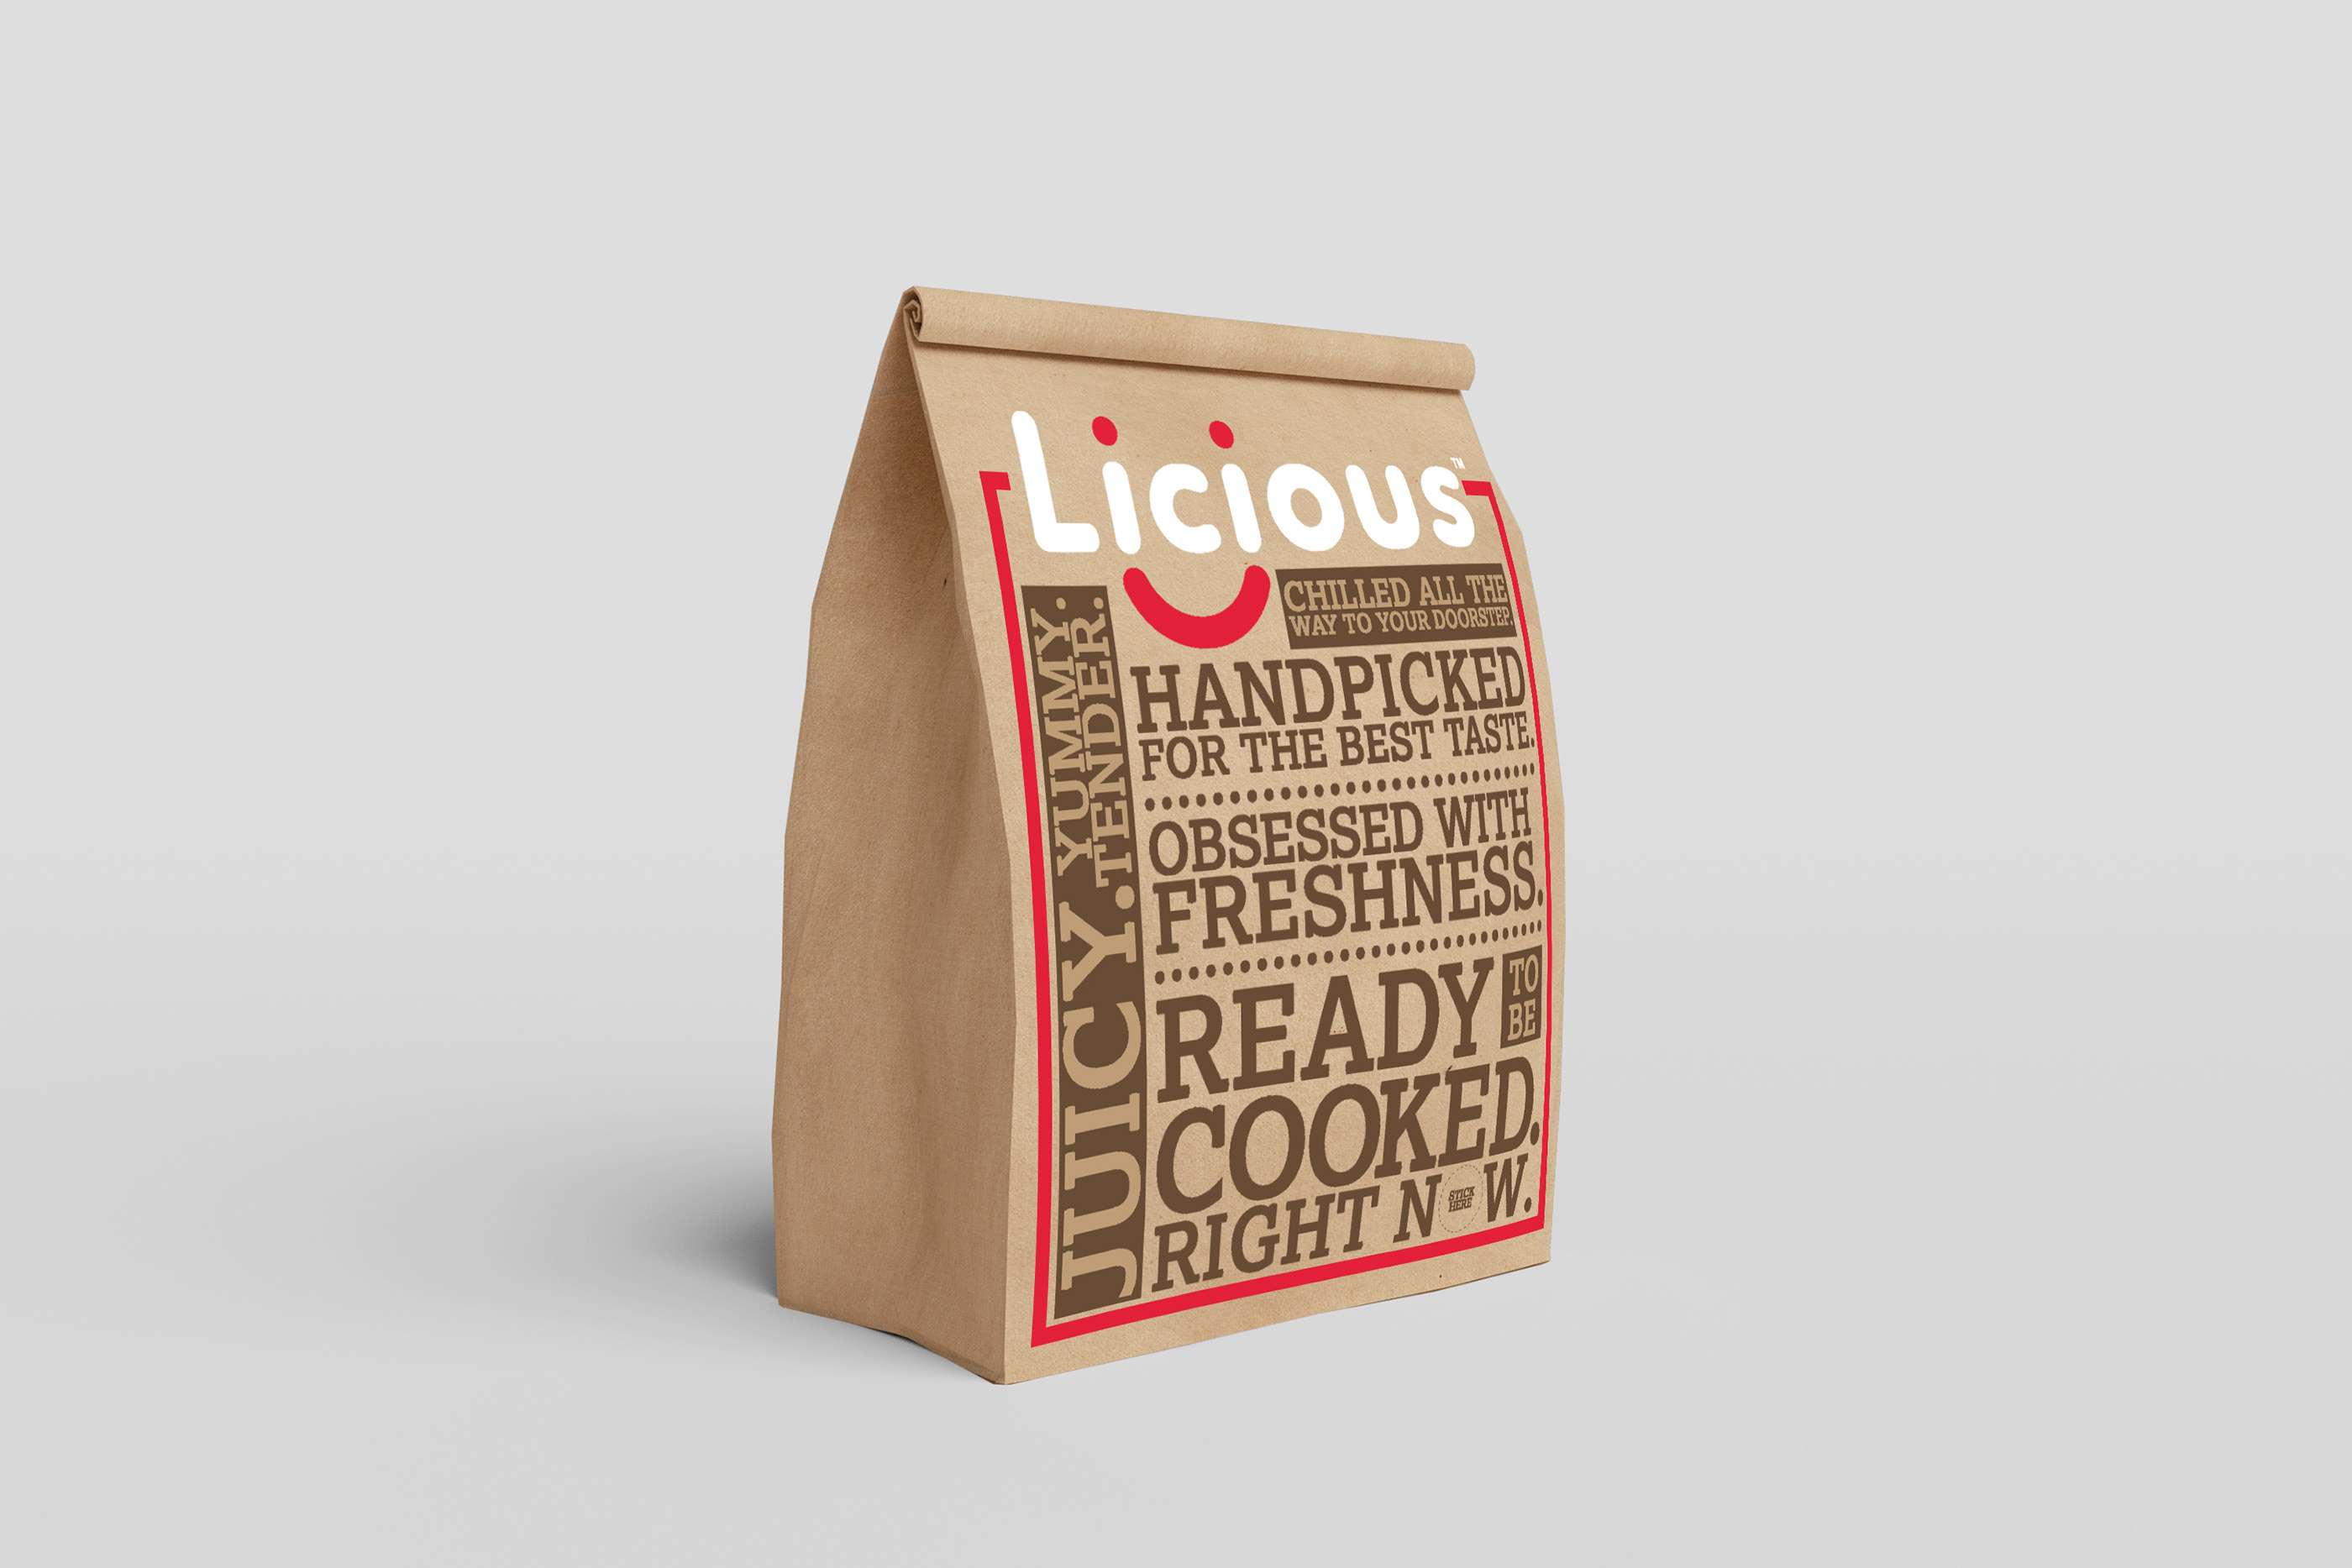 Licious™
CHILLED ALL THE
WAY TO YOUR DOORSTEP.
JUICY. YUMMY.
TENDER.
HANDPICKED
FOR THE BEST TASTE.
OBSESSED WITH
FRESHNESS.
READY TO
BE
COOKED.
RIGHT N W.
STICK
HERE